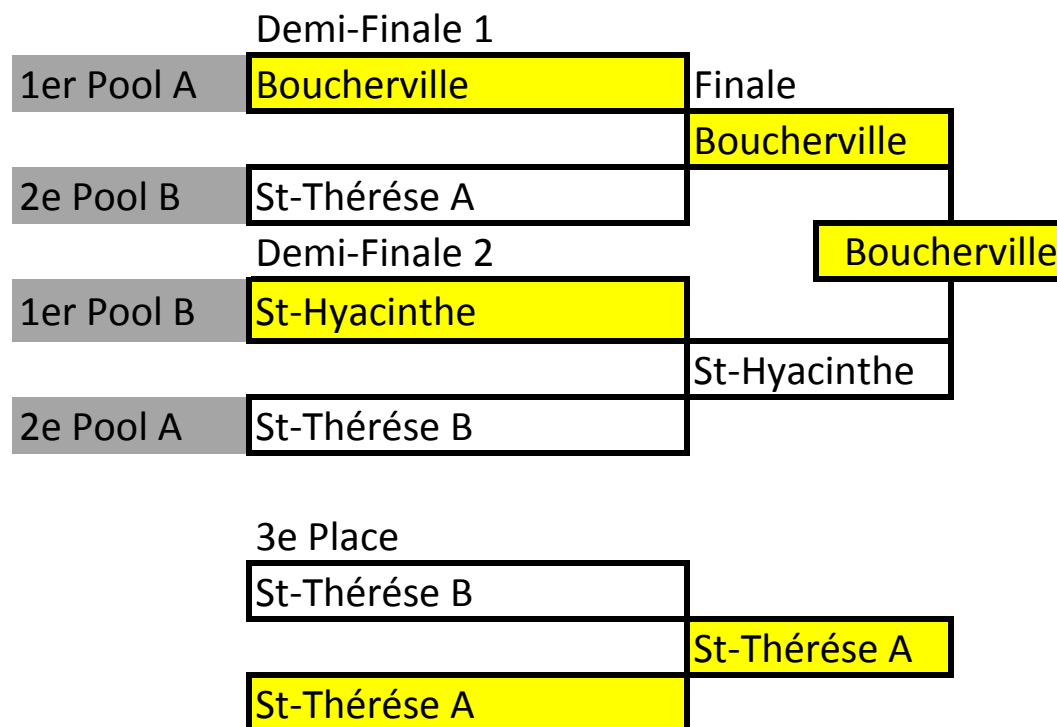 Demi-Finale 1
1er Pool A Boucherville Finale
Boucherville
2e Pool B St-Thérése A
Demi-Finale 2 Boucherville
1er Pool B St-Hyacinthe
St-Hyacinthe
2e Pool A St-Thérése B
3e Place
St-Thérése B
St-Thérése A
St-Thérése A